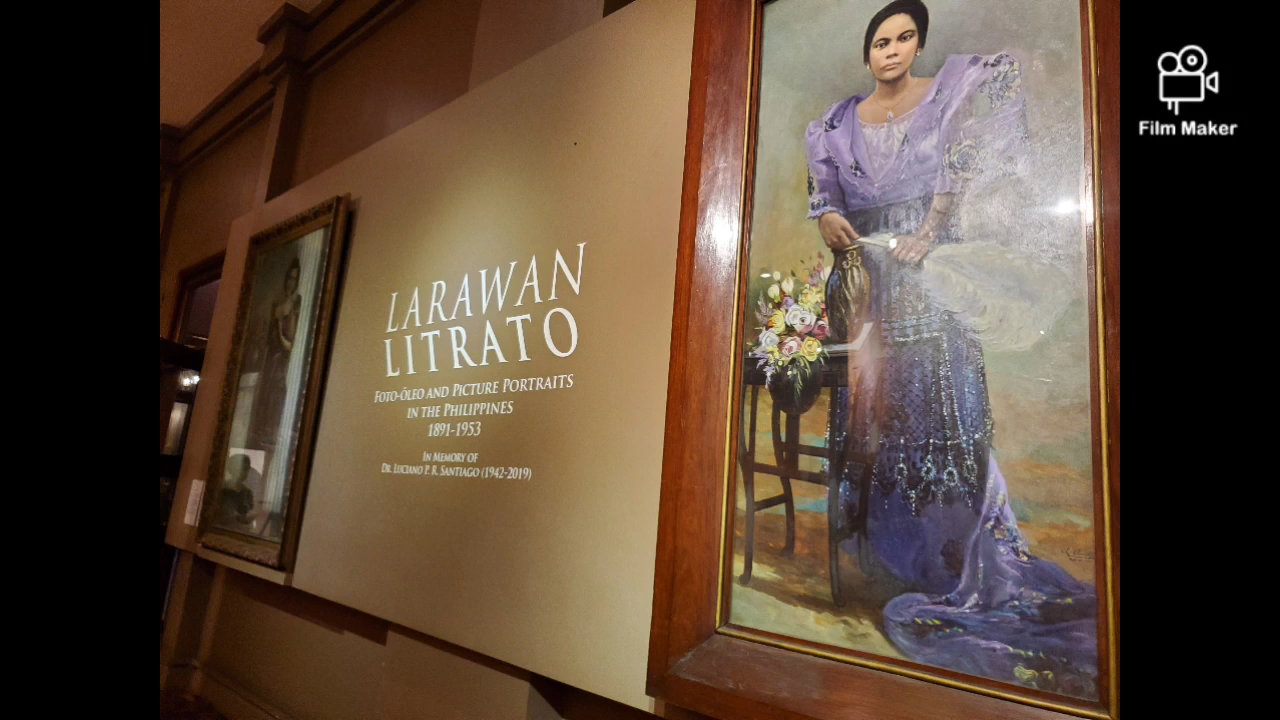 LARAWAN
LITRATO
FOTO-ÓLEO AND PICTURE PORTRAITS
IN THE PHILIPPINES
1891-1953
IN MEMORY OF
DR. LUCIANO P. R. SANTIAGO (1942-2019)
Film Maker